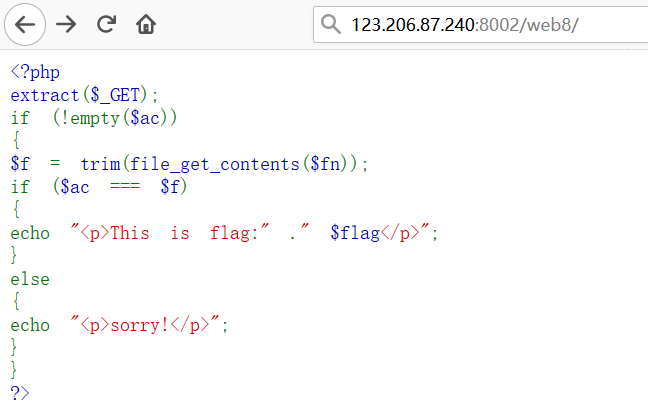 123.206.87.240:8002/web8/
<?php
extract($_GET);
if (!empty($ac))
{
$f = trim(file_get_contents($fn));
if ($ac === $f)
{
echo "<p>This is flag:" ." $flag</p>";
}
else
{
echo "<p>sorry!</p>";
}
}
?>